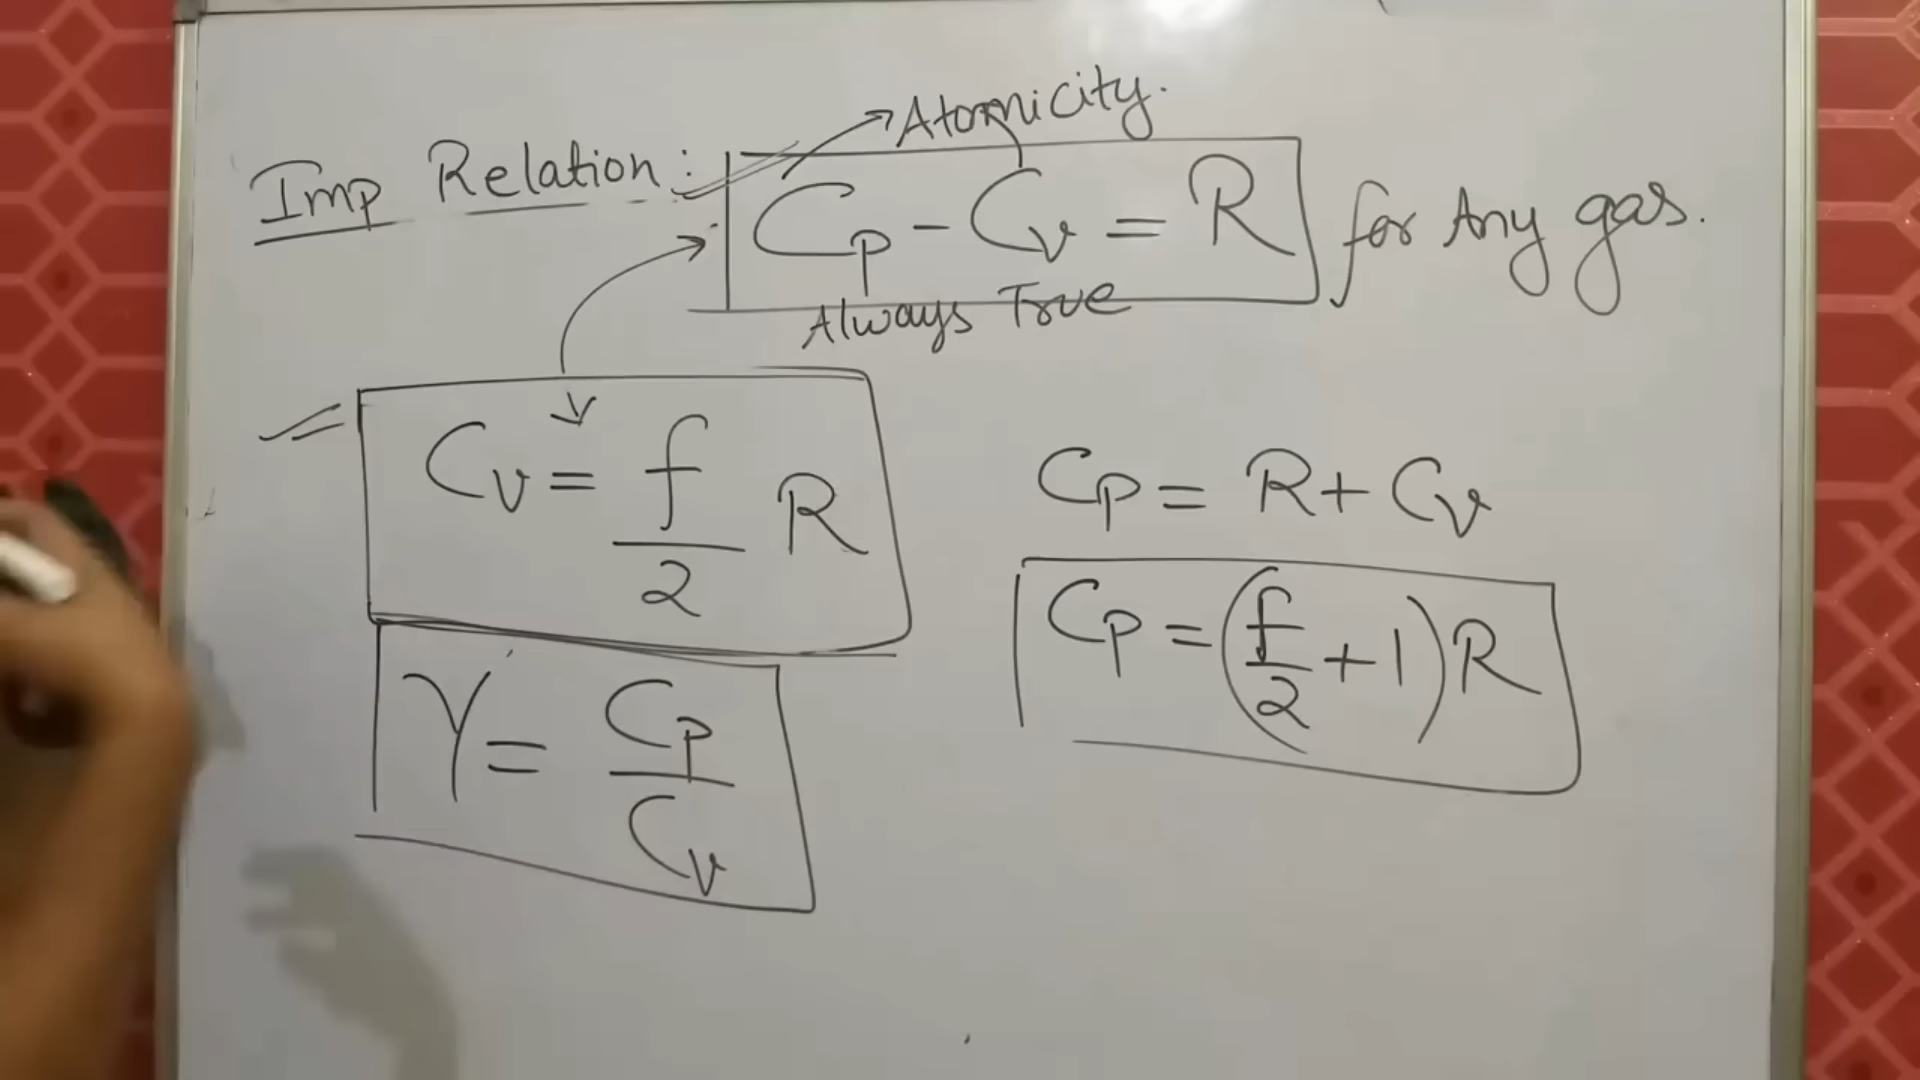 Atomicity.
Imp Relation: Cp - Cv = R for Any gas.
Always True
Cv = f/2 R
Cp = R + Cv
Cp = (f/2 + 1) R
γ = Cp/Cv